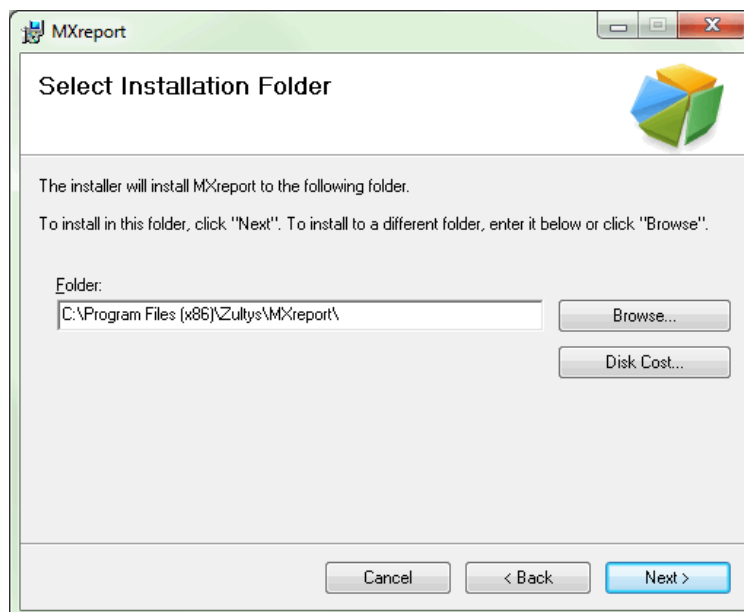 MXreport
Select Installation Folder
The installer will install MXreport to the following folder.
To install in this folder, click "Next". To install to a different folder, enter it below or click "Browse".
Folder:
C:\Program Files (x86)\Zultys\MXreport\
Browse...
Disk Cost...
Cancel
< Back
Next >